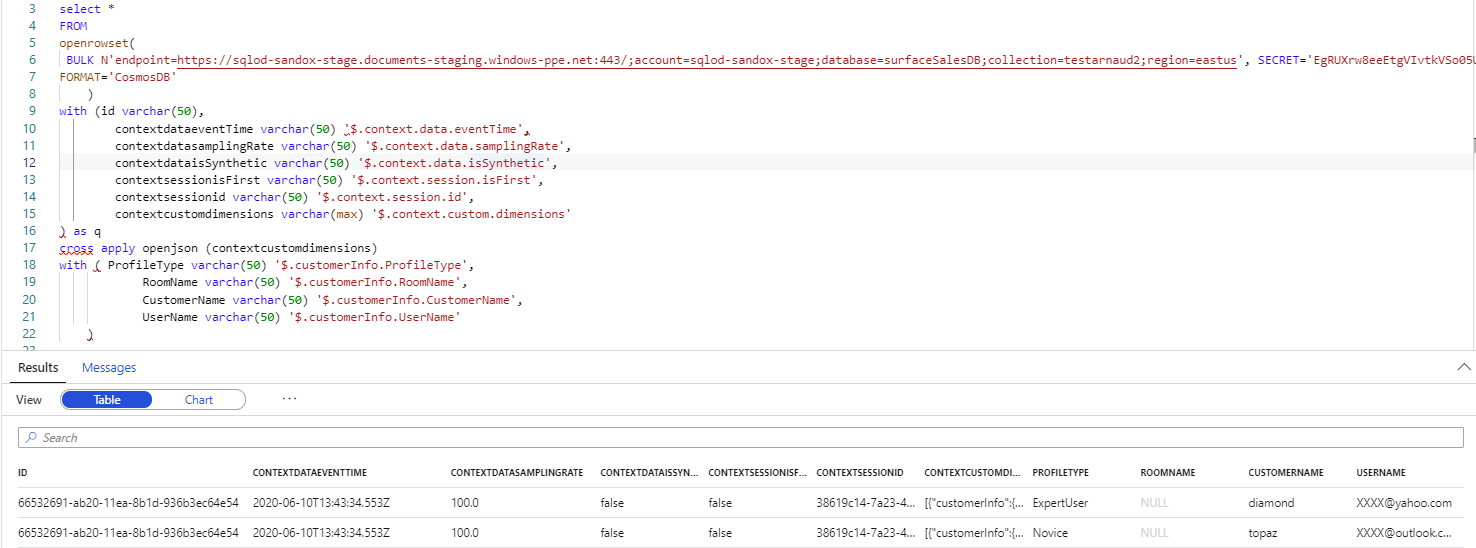 3 select *
4 FROM
5 openrowset(
6 BULK N'endpoint=https://sqlod-sandox-stage.documents-staging.windows-ppe.net:443/;account=sqlod-sandox-stage;database=surfaceSalesDB;collection=testarnaud2;region=eastus', SECRET='EgRUXrw8eeEtgVIvtkVSo05U
7 FORMAT='CosmosDB'
8 )
9 with (id varchar(50),
10 contextdataeventTime varchar(50) '$.context.data.eventTime',
11 contextdatasamplingRate varchar(50) '$.context.data.samplingRate',
12 contextdataisSynthetic varchar(50) '$.context.data.isSynthetic',
13 contextsessionisFirst varchar(50) '$.context.session.isFirst',
14 contextsessionid varchar(50) '$.context.session.id',
15 contextcustomdimensions varchar(max) '$.context.custom.dimensions'
16 ) as q
17 cross apply openjson (contextcustomdimensions)
18 with ( ProfileType varchar(50) '$.customerInfo.ProfileType',
19 RoomName varchar(50) '$.customerInfo.RoomName',
20 CustomerName varchar(50) '$.customerInfo.CustomerName',
21 UserName varchar(50) '$.customerInfo.UserName'
22 )
Results Messages
View Table Chart ...
Search
ID CONTEXTDATAEVENTTIME CONTEXTDATASAMPLINGRATE CONTEXTDATAISSYN... CONTEXTSESSIONISF... CONTEXTSESSIONID CONTEXTCUSTOMDI... PROFILETYPE ROOMNAME CUSTOMERNAME USERNAME
66532691-ab20-11ea-8b1d-936b3ec64e54 2020-06-10T13:43:34.553Z 100.0 false false 38619c14-7a23-4... [{"customerInfo":{... ExpertUser NULL diamond XXXX@yahoo.com
66532691-ab20-11ea-8b1d-936b3ec64e54 2020-06-10T13:43:34.553Z 100.0 false false 38619c14-7a23-4... [{"customerInfo":{... Novice NULL topaz XXXX@outlook.c...